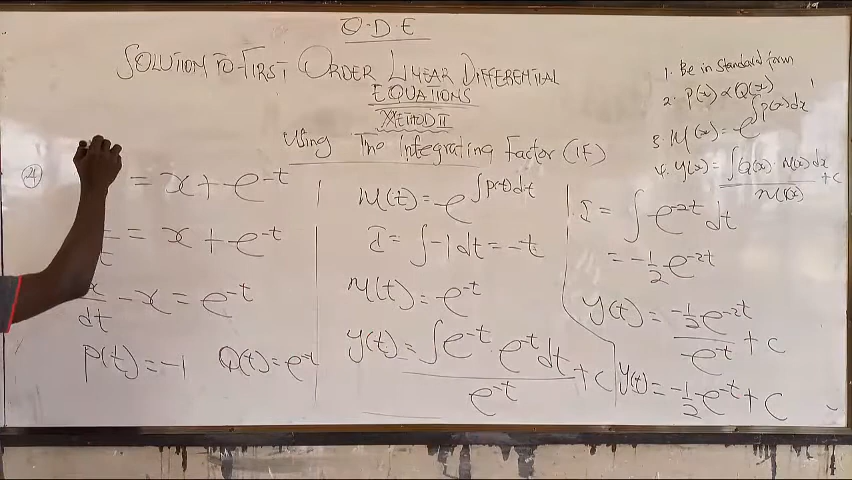 O.D.E
SOLUTION TO FIRST ORDER LINEAR DIFFERENTIAL
EQUATIONS
METHOD II
Using The Integrating Factor (IF)
1. Be in Standard form
2. P(x) & Q(x)
3. M(x) = e^∫p(x)dx
4. y(x) = ∫Q(x) · M(x) dx / M(x) + C
4
= x + e^-t
t = x + e^-t
x/dt - x = e^-t
P(t) = -1 Q(t) = e^-t
M(t) = e^∫p(t)dt
I = ∫-1dt = -t
M(t) = e^-t
y(t) = ∫e^-t · e^-t dt / e^-t + C
I = ∫e^-2t dt
= -1/2 e^-2t
y(t) = -1/2 e^-2t / e^-t + C
y(t) = -1/2 e^-t + C